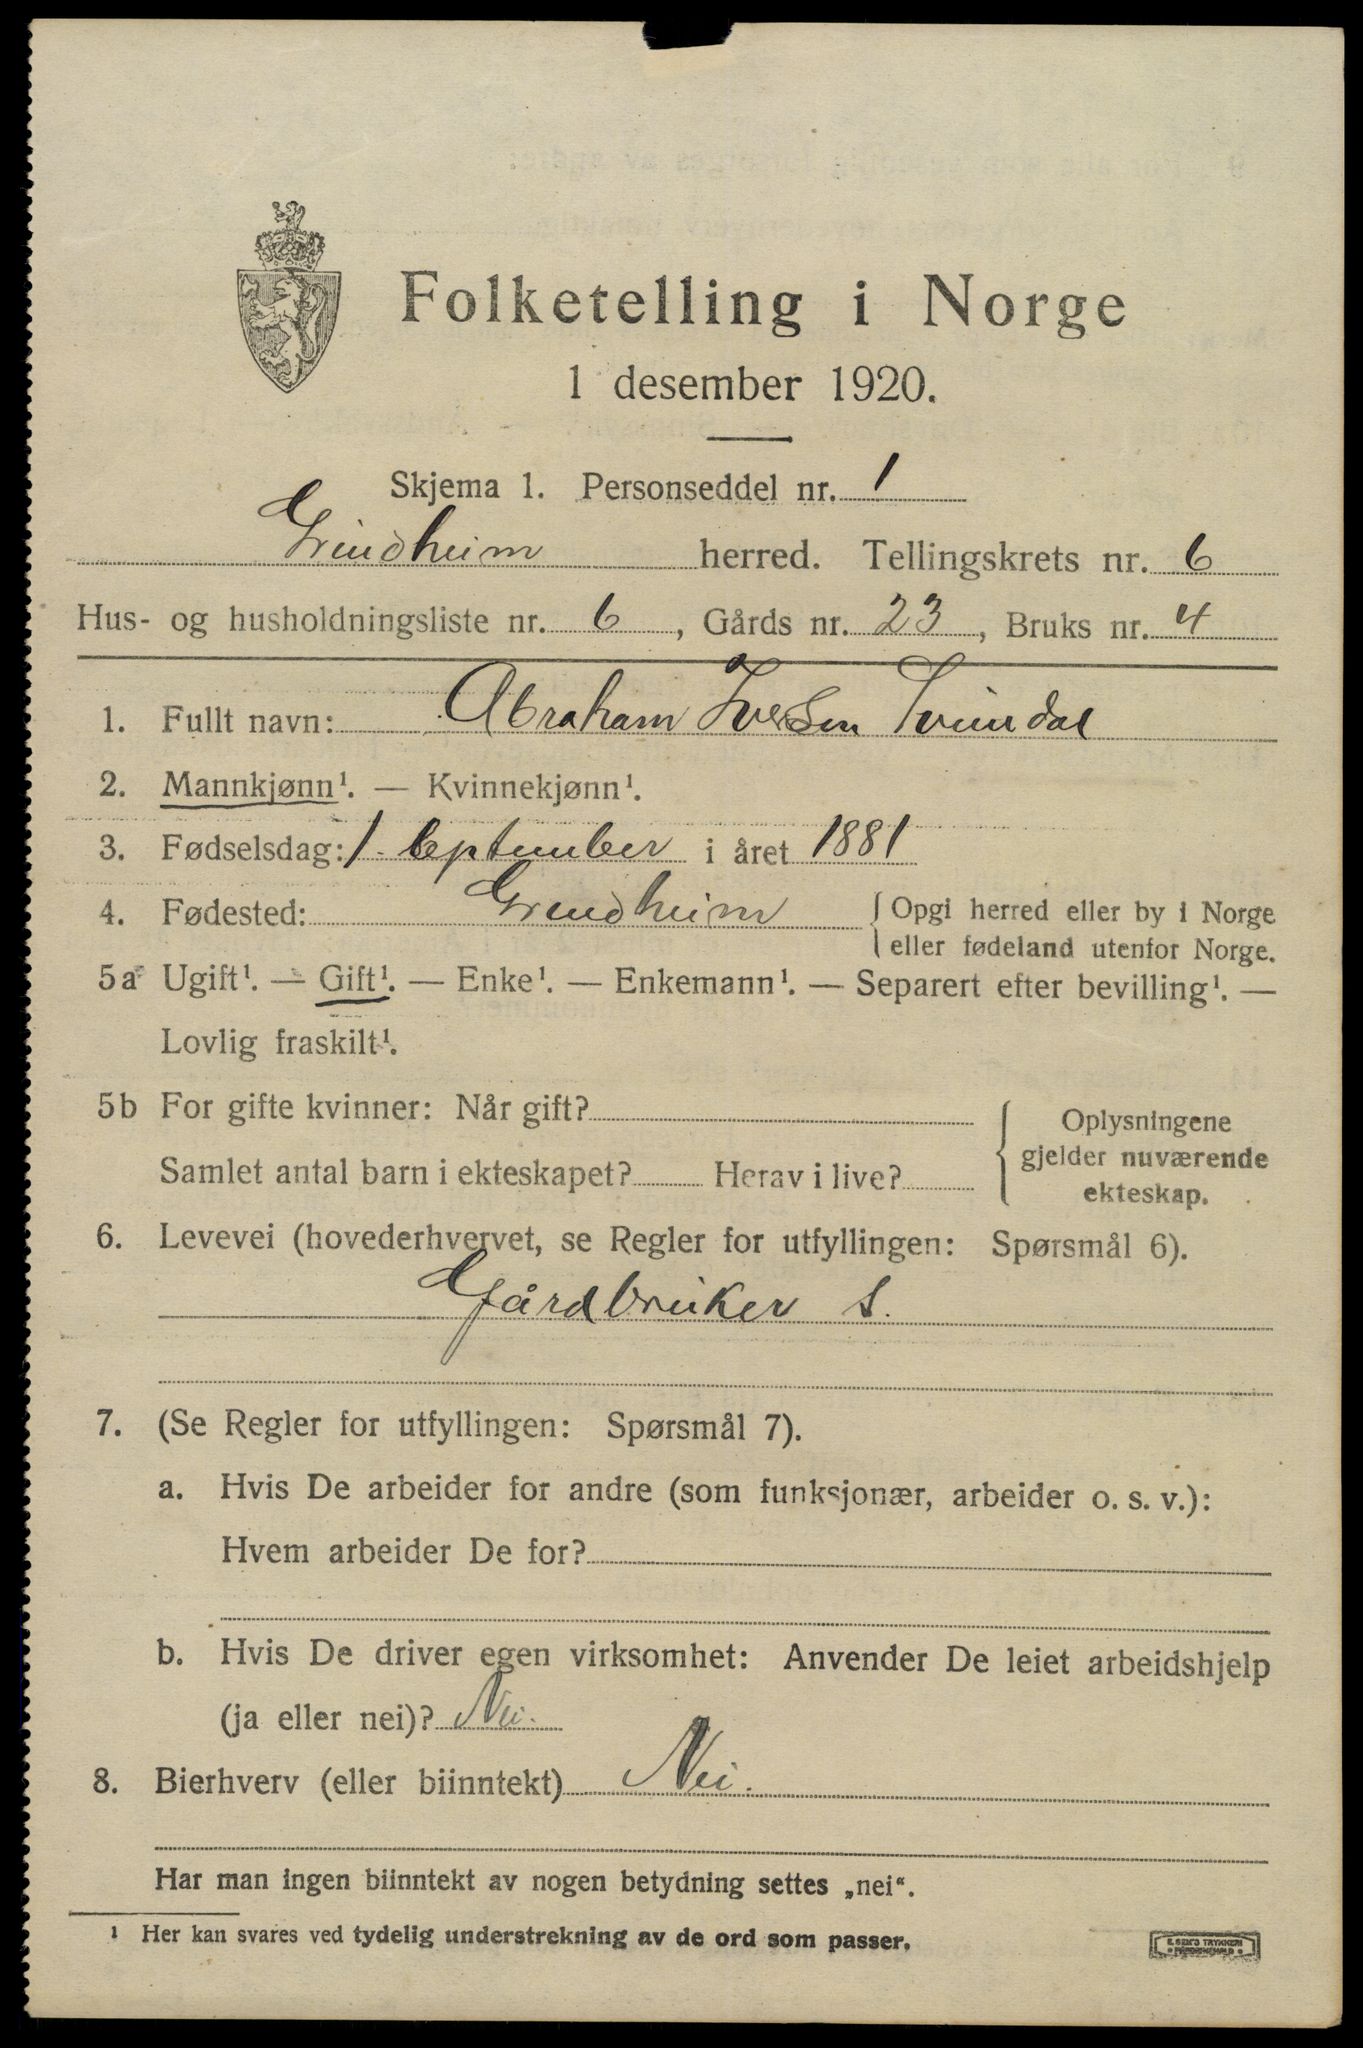 Folketelling i Norge
1 desember 1920.
Skjema 1. Personseddel nr. 1
Grindheim herred. Tellingskrets nr. 6
Hus- og husholdningsliste nr. 6, Gårds nr. 23, Bruks nr. 4
1. Fullt navn: Abraham Iversen Svindal
2. Mannkjønn¹. — Kvinnekjønn¹.
3. Fødselsdag: 1. September i året 1881
4. Fødested: Grindheim { Opgi herred eller by i Norge
eller fødeland utenfor Norge.
5a Ugift¹. — Gift¹. — Enke¹. — Enkemann¹. — Separert efter bevilling¹. —
Lovlig fraskilt¹.
5b For gifte kvinner: Når gift?
Samlet antal barn i ekteskapet? Herav i live?
{ Oplysningene
gjelder nuværende
ekteskap.
6. Levevei (hovederhvervet, se Regler for utfyllingen: Spørsmål 6).
Gårdbruker S.
7. (Se Regler for utfyllingen: Spørsmål 7).
a. Hvis De arbeider for andre (som funksjonær, arbeider o. s. v.):
Hvem arbeider De for?
b. Hvis De driver egen virksomhet: Anvender De leiet arbeidshjelp
(ja eller nei)? Nei.
8. Bierhverv (eller biinntekt) Nei.
Har man ingen biinntekt av nogen betydning settes „nei“.
¹ Her kan svares ved tydelig understrekning av de ord som passer.